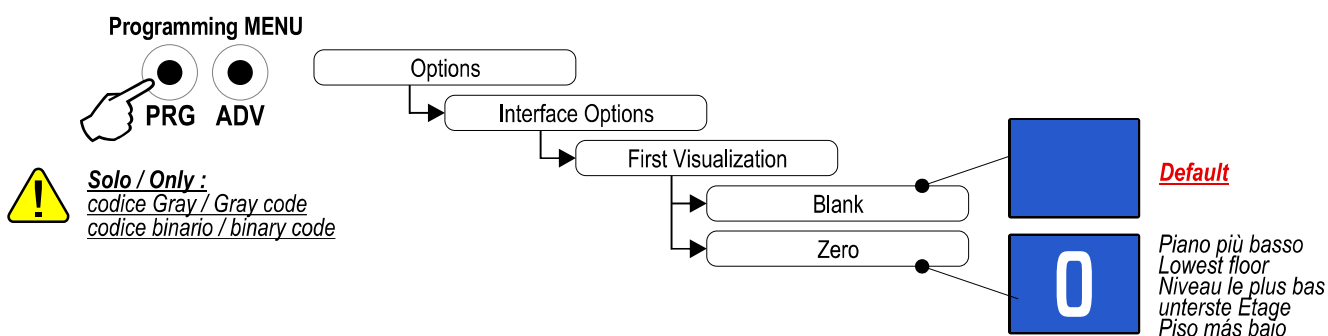 Programming MENU
PRG ADV
Options
Interface Options
First Visualization
Blank
Zero
Solo / Only :
codice Gray / Gray code
codice binario / binary code
Default
0
Piano più basso
Lowest floor
Niveau le plus bas
unterste Etage
Piso más bajo